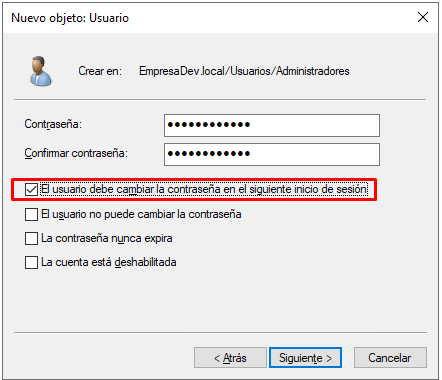 Nuevo objeto: Usuario
Crear en: EmpresaDev.local/Usuarios/Administradores
Contraseña: ●●●●●●●●●●●●
Confirmar contraseña: ●●●●●●●●●●●●
El usuario debe cambiar la contraseña en el siguiente inicio de sesión
El usuario no puede cambiar la contraseña
La contraseña nunca expira
La cuenta está deshabilitada
< Atrás Siguiente > Cancelar